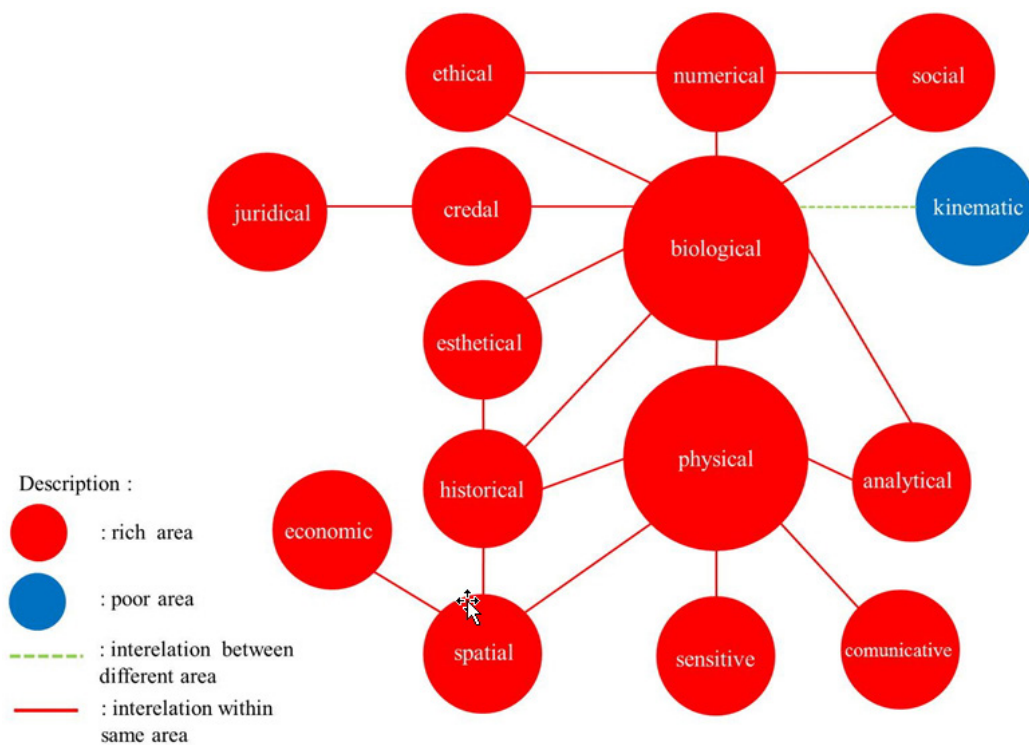 ethical
numerical
social
juridical
credal
biological
kinematic
esthetical
physical
historical
analytical
economic
spatial
sensitive
comunicative
Description :
: rich area
: poor area
: interelation between
different area
: interelation within
same area